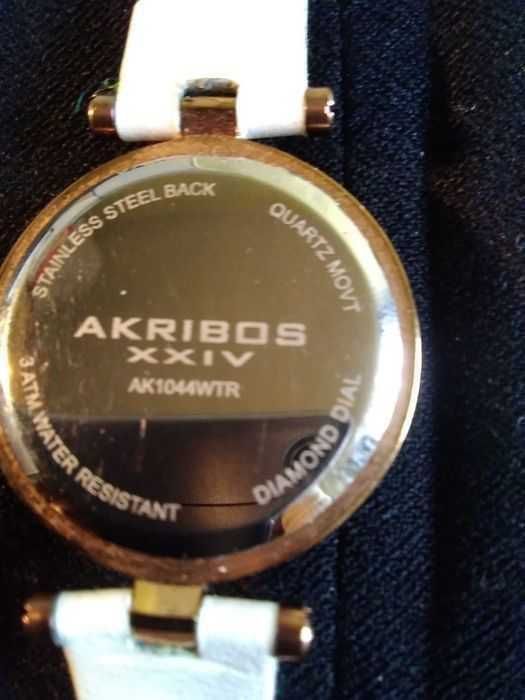 STAINLESS STEEL BACK
QUARTZ MOVT
AKRIBOS
XXIV
AK1044WTR
3 ATM WATER RESISTANT
DIAMOND DIAL